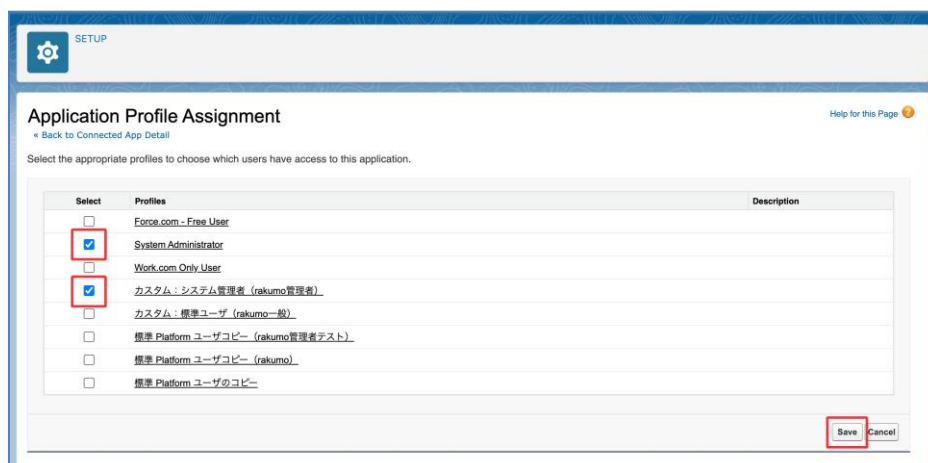 SETUP
Application Profile Assignment
Help for this Page
« Back to Connected App Detail
Select the appropriate profiles to choose which users have access to this application.
Select Profiles Description
Force.com - Free User
System Administrator
Work.com Only User
カスタム：システム管理者（rakumo管理者）
カスタム：標準ユーザ（rakumo一般）
標準 Platform ユーザコピー（rakumo管理者テスト）
標準 Platform ユーザコピー（rakumo）
標準 Platform ユーザのコピー
Save Cancel